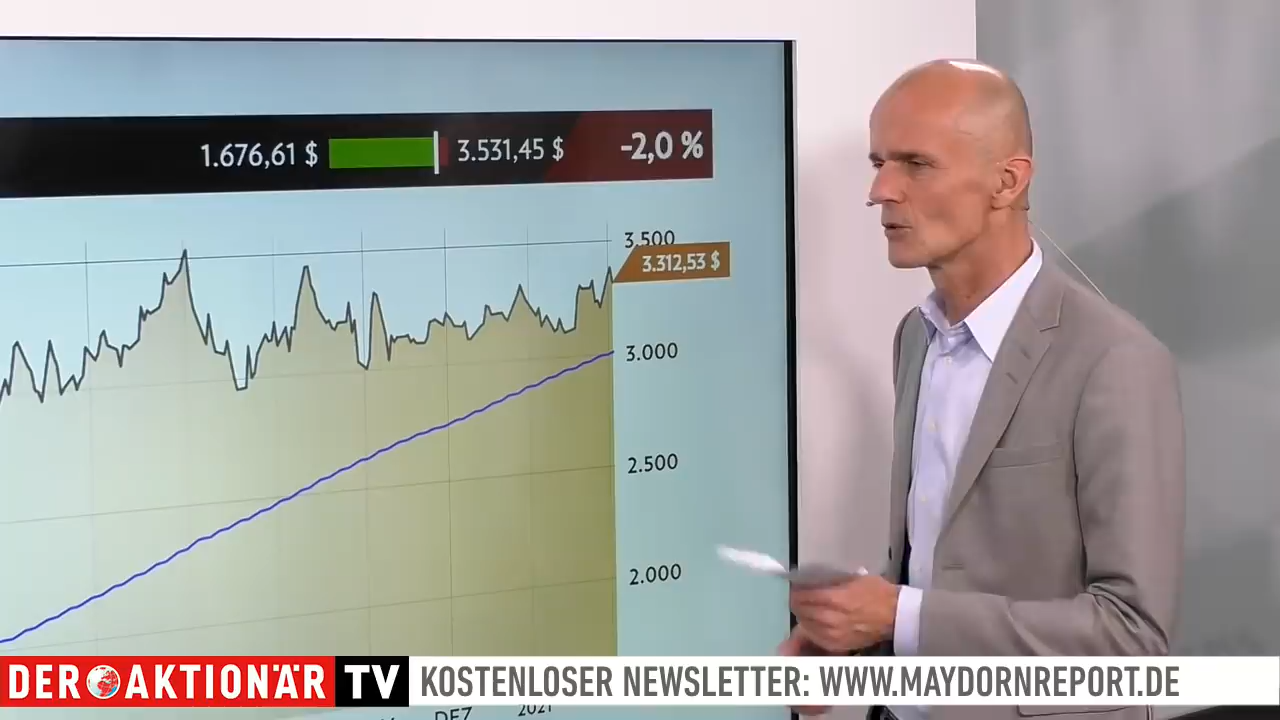 1.676,61 $ 3.531,45 $ -2,0 %
3.500
3.312,53 $
3.000
2.500
2.000
DEZ 2021
DER AKTIONÄR TV KOSTENLOSER NEWSLETTER: WWW.MAYDORNREPORT.DE